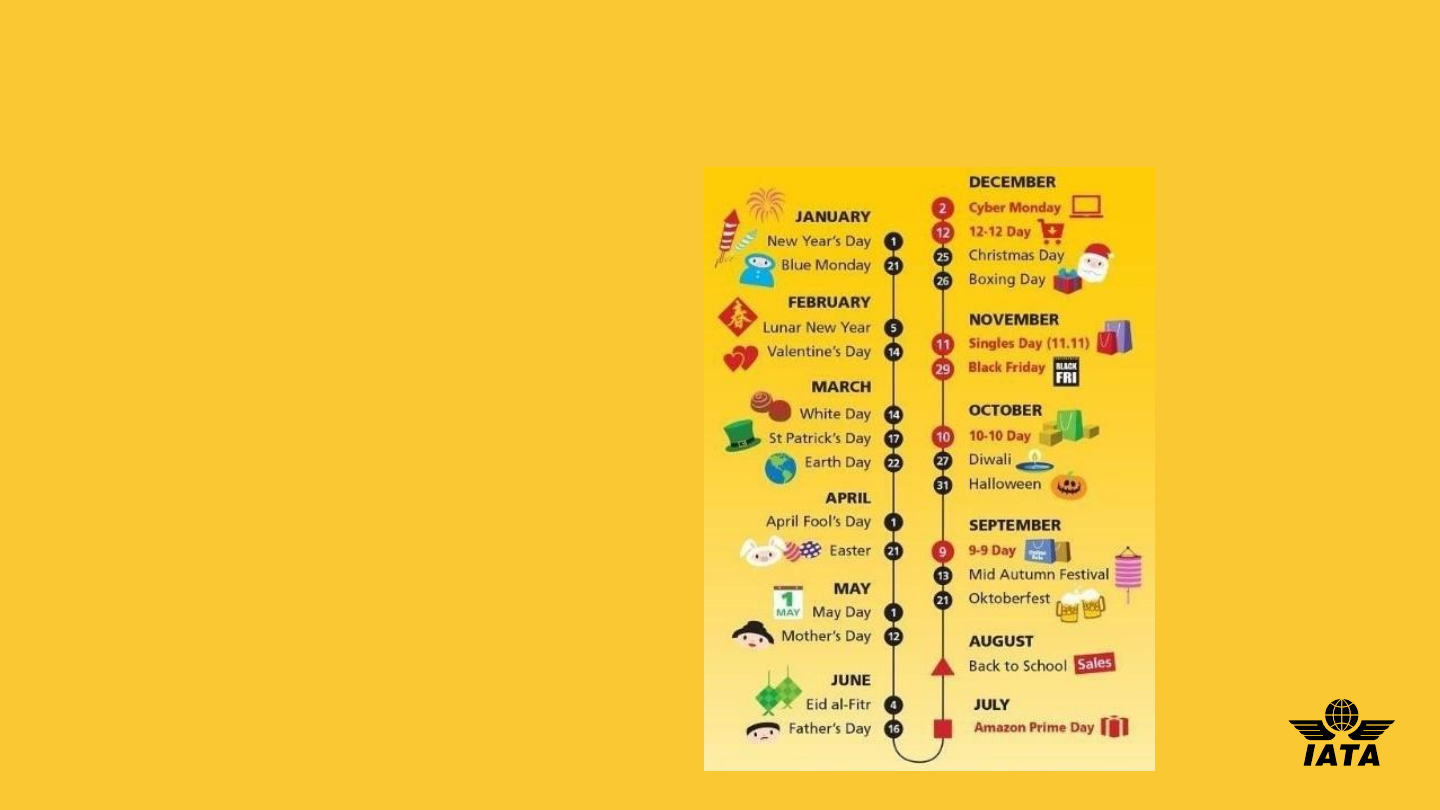 JANUARY
New Year's Day 1
Blue Monday 21
FEBRUARY
春
Lunar New Year 5
Valentine's Day 14
MARCH
White Day 14
St Patrick's Day 17
Earth Day 22
APRIL
April Fool's Day 1
Easter 21
MAY
1
MAY
May Day 1
Mother's Day 12
JUNE
Eid al-Fitr 4
Father's Day 16
DECEMBER
2 Cyber Monday
12 12-12 Day
25 Christmas Day
26 Boxing Day
NOVEMBER
11 Singles Day (11.11)
29 Black Friday
BLACK
FRI
OCTOBER
10 10-10 Day
27 Diwali
31 Halloween
SEPTEMBER
9 9-9 Day
13 Mid Autumn Festival
21 Oktoberfest
AUGUST
Back to School Sales
JULY
Amazon Prime Day
IATA